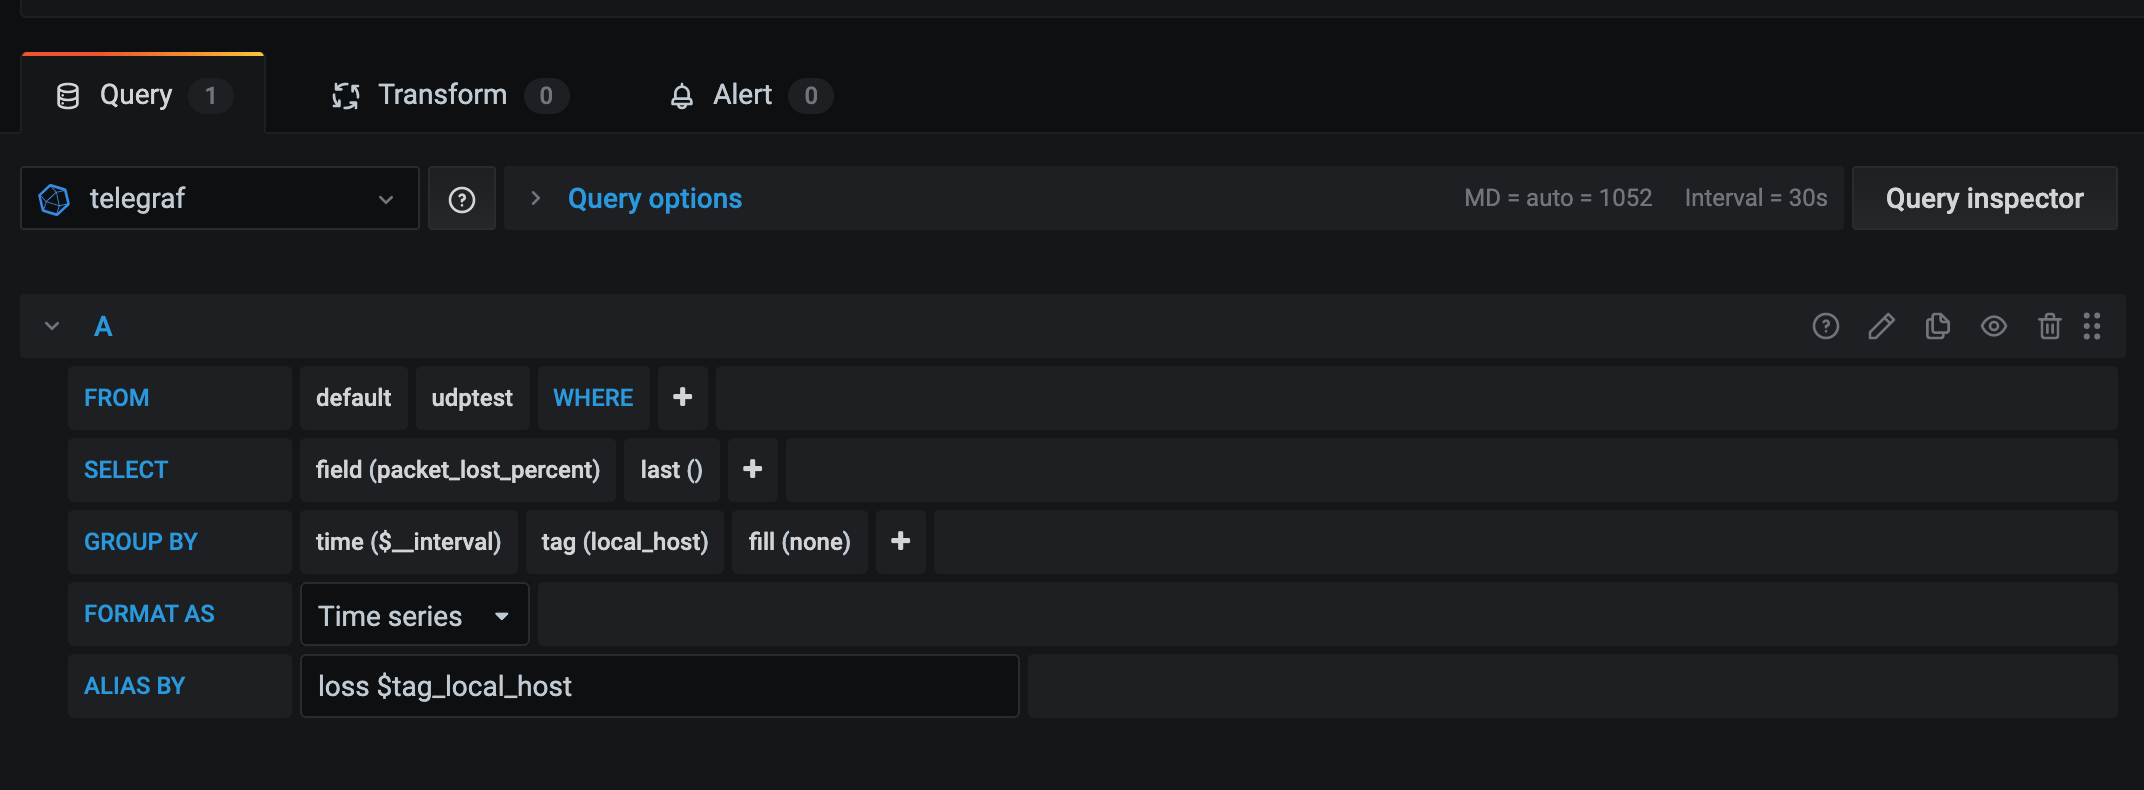 Query 1 Transform 0 Alert 0
telegraf Query options MD = auto = 1052 Interval = 30s Query inspector
A
FROM default udptest WHERE +
SELECT field (packet_lost_percent) last () +
GROUP BY time ($__interval) tag (local_host) fill (none) +
FORMAT AS Time series
ALIAS BY loss $tag_local_host